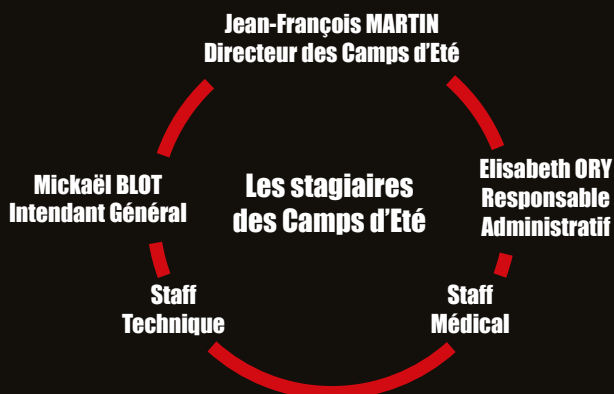 Jean-François MARTIN
Directeur des Camps d'Eté
Mickaël BLOT
Intendant Général
Les stagiaires
des Camps d'Eté
Elisabeth ORY
Responsable
Administratif
Staff
Technique
Staff
Médical